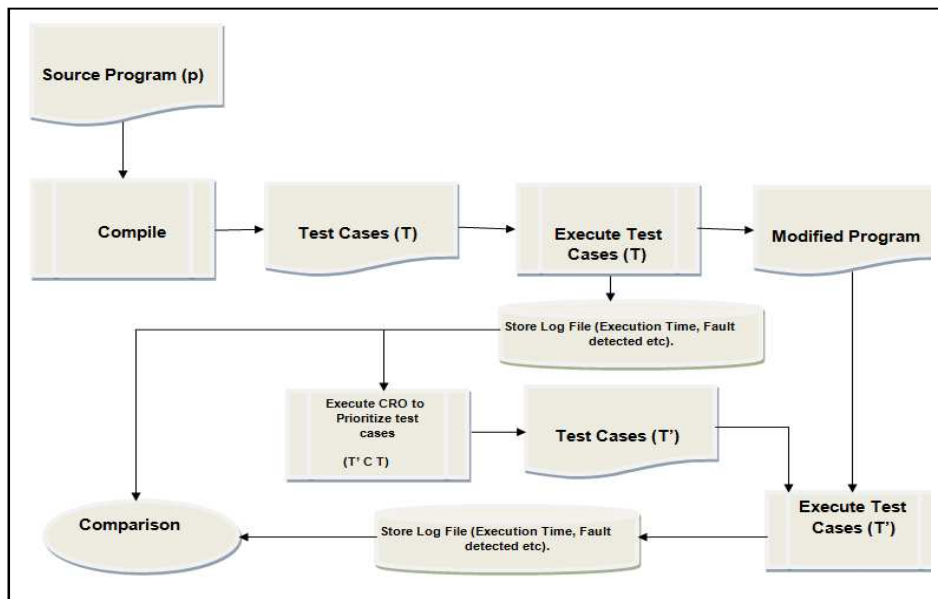 Source Program (p)
Compile
Test Cases (T)
Execute Test
Cases (T)
Modified Program
Store Log File (Execution Time, Fault
detected etc).
Execute CRO to
Prioritize test
cases
(T’ C T)
Test Cases (T’)
Execute Test
Cases (T’)
Store Log File (Execution Time, Fault
detected etc).
Comparison